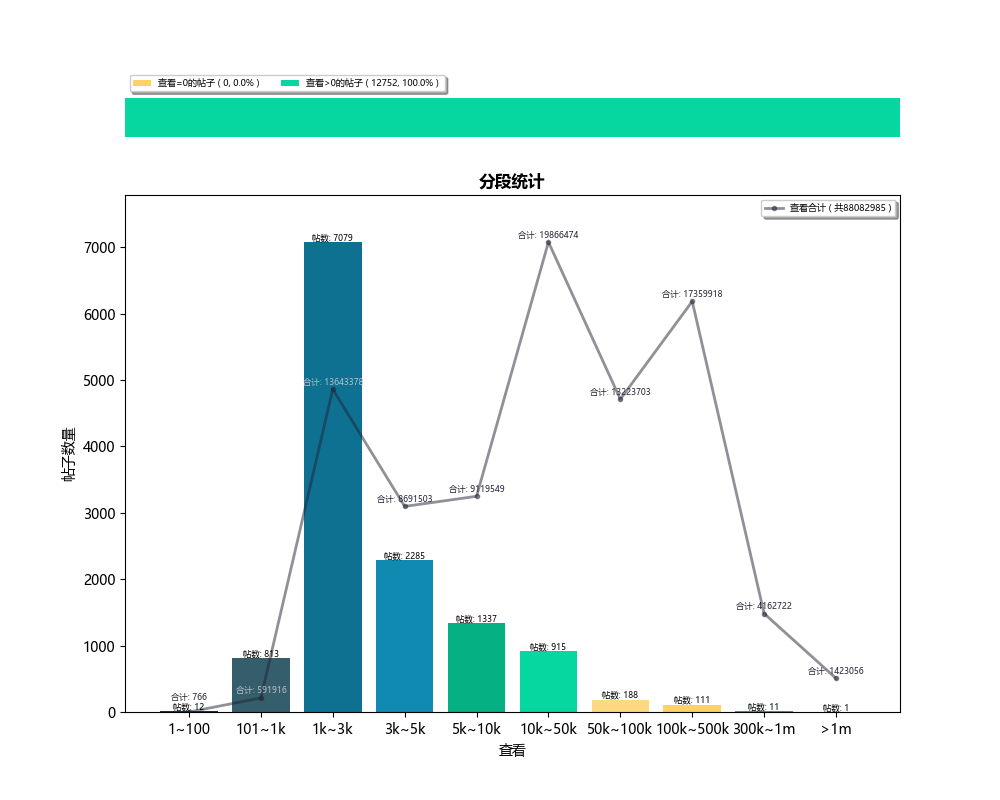 查看=0的帖子 ( 0, 0.0% )
查看>0的帖子 ( 12752, 100.0% )
分段统计
查看合计 ( 共88082985 )
帖子数量
7000
6000
5000
4000
3000
2000
1000
0
合计: 766
合计: 591916
合计: 13643378
合计: 8691503
合计: 9119549
合计: 19866474
合计: 13223703
合计: 17359918
合计: 4162722
合计: 1423056
帖数: 12
帖数: 813
帖数: 7079
帖数: 2285
帖数: 1337
帖数: 915
帖数: 188
帖数: 111
帖数: 11
帖数: 1
1~100
101~1k
1k~3k
3k~5k
5k~10k
10k~50k
50k~100k
100k~500k
300k~1m
>1m
查看